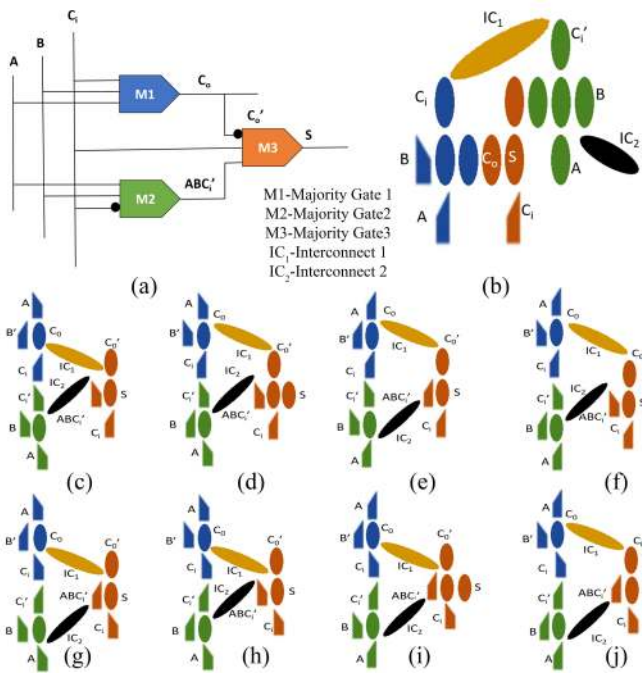 Ci
B
A
M1
Co
Co'
M3
S
M2
ABCi'
M1-Majority Gate 1
M2-Majority Gate2
M3-Majority Gate3
IC1-Interconnect 1
IC2-Interconnect 2
(a)
IC1
Ci'
Ci
B
B
Co
S
IC2
A
A
Ci
(b)
A
Co
B'
Co'
IC1
Ci
IC2
Ci'
S
B
ABCi'
Ci
A
(c)
A
Co
B'
Co'
IC1
Ci
IC2
Ci'
S
B
ABCi'
Ci
A
(d)
A
Co
B'
IC1
Co'
Ci
ABCi'
Ci'
S
B
Ci
IC2
A
(e)
A
Co
B'
IC1
Co'
Ci
IC2
Ci'
S
B
ABCi'
Ci
A
(f)
A
Co
B'
Co'
IC1
Ci
Ci'
ABCi'
S
B
IC2
Ci
A
(g)
A
Co
B'
Co'
IC1
Ci
Ci'
ABCi'
S
B
IC2
Ci
A
(h)
A
Co
B'
Co'
IC1
Ci
S
Ci'
ABCi'
Ci
B
IC2
A
(i)
A
Co
B'
IC1
Ci
ABCi'
Ci'
S
B
Ci
IC2
A
(j)